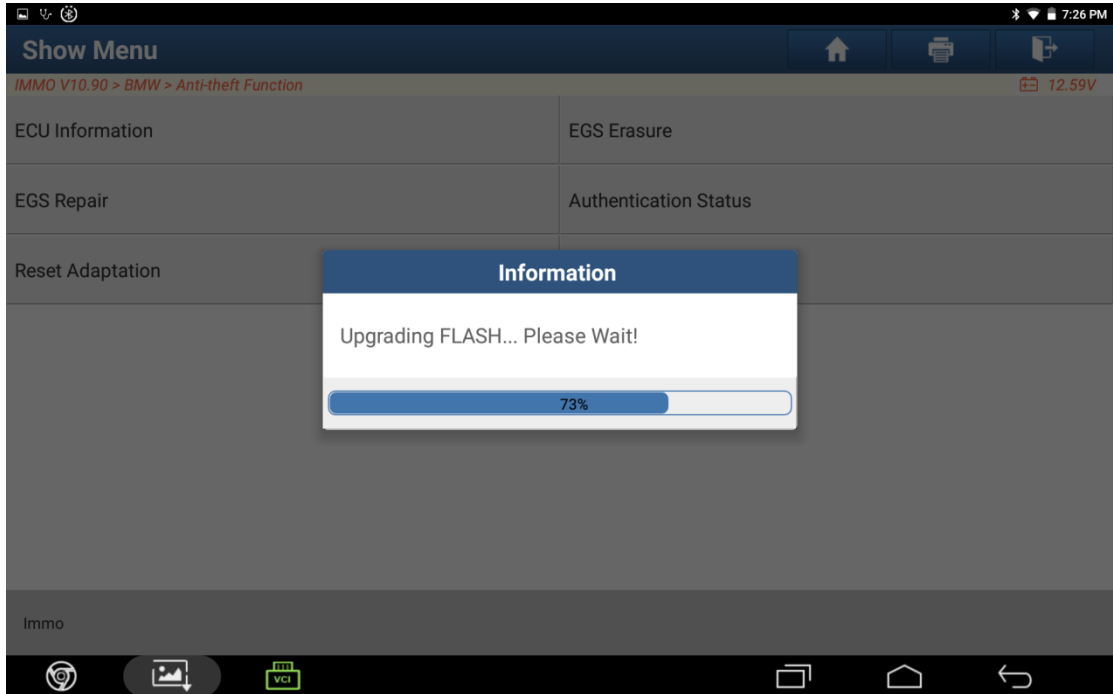 7:26 PM
Show Menu
IMMO V10.90 > BMW > Anti-theft Function
12.59V
ECU Information
EGS Erasure
EGS Repair
Authentication Status
Reset Adaptation
Information
Upgrading FLASH... Please Wait!
73%
Immo
VCI